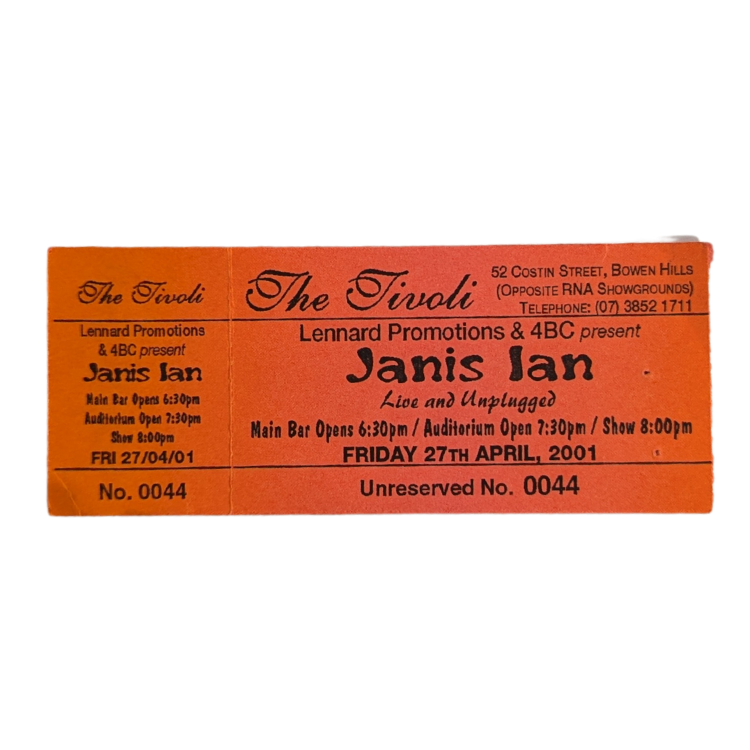 The Tivoli
Lennard Promotions
& 4BC present
Janis Ian
Main Bar Opens 6:30pm
Auditorium Open 7:30pm
Show 8:00pm
FRI 27/04/01
No. 0044
The Tivoli
52 COSTIN STREET, BOWEN HILLS
(OPPOSITE RNA SHOWGROUNDS)
TELEPHONE: (07) 3852 1711
Lennard Promotions & 4BC present
Janis Ian
Live and Unplugged
Main Bar Opens 6:30pm / Auditorium Open 7:30pm / Show 8:00pm
FRIDAY 27TH APRIL, 2001
Unreserved No. 0044